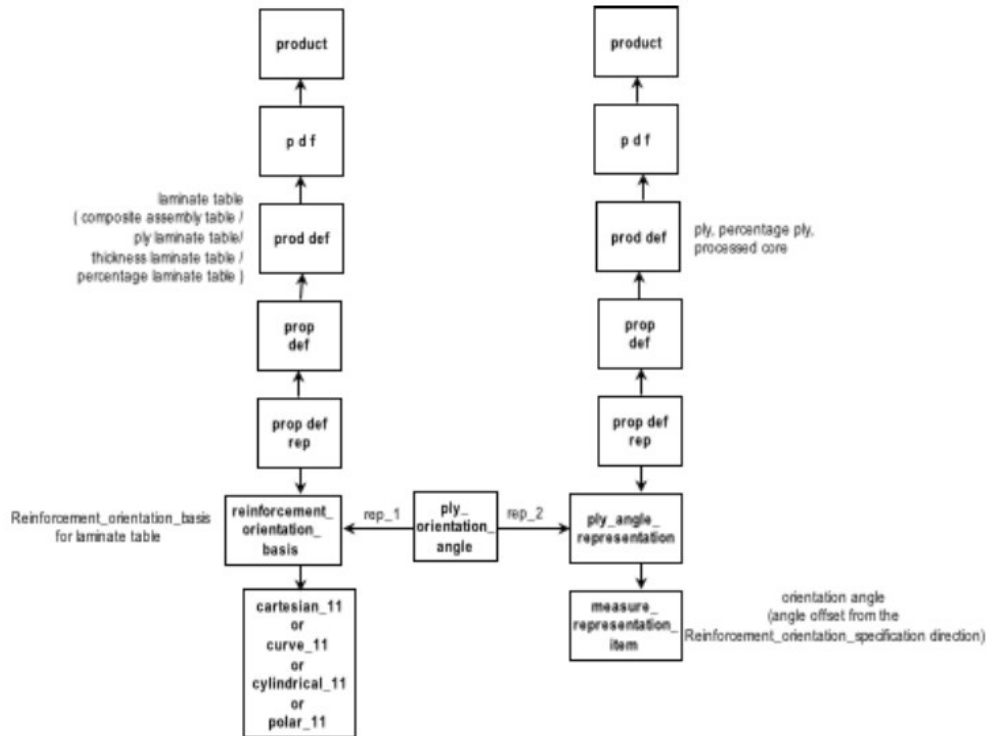 product
p d f
laminate table
( composite assembly table /
ply laminate table/
thickness laminate table /
percentage laminate table )
prod def
prop
def
prop def
rep
Reinforcement_orientation_basis
for laminate table
reinforcement_
orientation_
basis
cartesian_11
or
curve_11
or
cylindrical_11
or
polar_11
rep_1
ply_
orientation_
angle
rep_2
product
p d f
prod def
ply, percentage ply,
processed core
prop
def
prop def
rep
ply_angle_
representation
measure_
representation_
item
orientation angle
(angle offset from the
Reinforcement_orientation_specification direction)